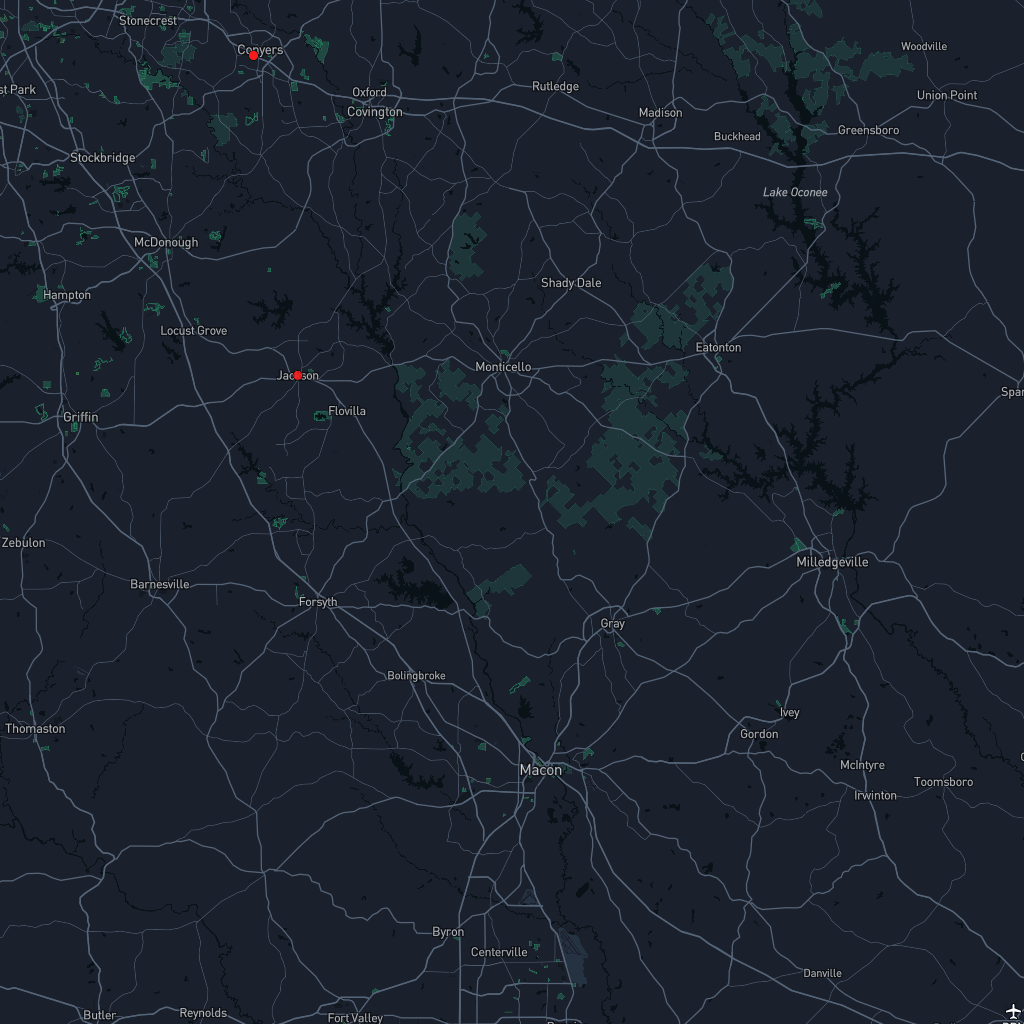 Stonecrest
Conyers
Woodville
Rutledge
Oxford
Union Point
Covington
Madison
Greensboro
Buckhead
Stockbridge
Lake Oconee
McDonough
Shady Dale
Hampton
Locust Grove
Eatonton
Monticello
Jackson
Flovilla
Griffin
Zebulon
Milledgeville
Barnesville
Forsyth
Gray
Bolingbroke
Ivey
Thomaston
Gordon
McIntyre
Macon
Toomsboro
Irwinton
Byron
Centerville
Danville
Butler
Reynolds
Fort Valley